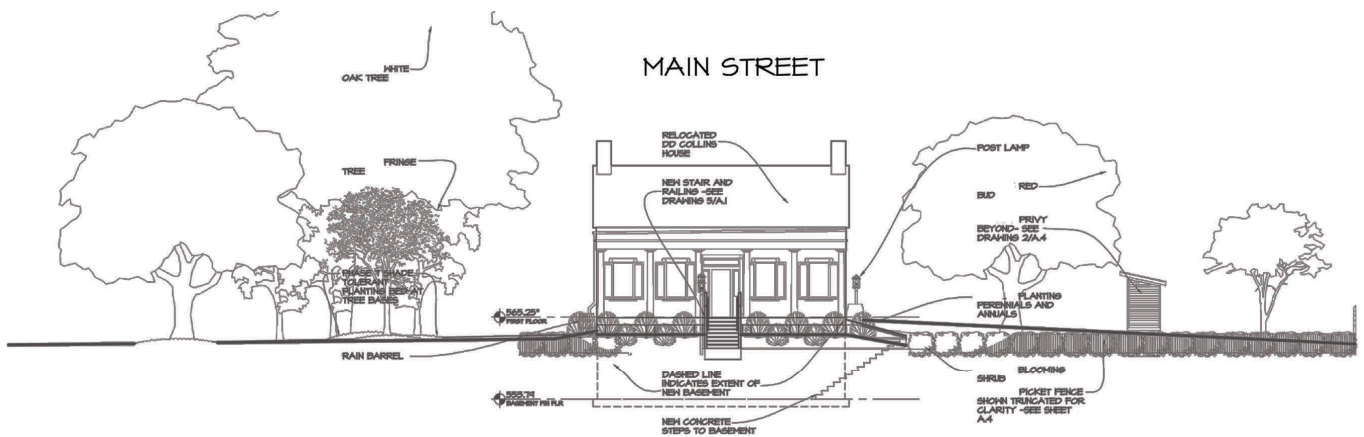 MAIN STREET
WHITE
OAK TREE
FRINGE
TREE
PHASE 1 SHADE
TOLERANT
PLANTING BED AT
TREE BASES
RAIN BARREL
RELOCATED
DD COLLINS
HOUSE
NEW STAIR AND
RAILING -SEE
DRAWING 5/A.1
565.25"
FIRST FLOOR
DASHED LINE
INDICATES EXTENT OF
NEW BASEMENT
BASEMENT FIN FLR
NEW CONCRETE
STEPS TO BASEMENT
POST LAMP
RED
BUD
PRIVY
BEYOND- SEE
DRAWING 2/A.4
PLANTING
PERENNIALS AND
ANNUALS
BLOOMING
SHRUB
PICKET FENCE
SHOWN TRUNCATED FOR
CLARITY -SEE SHEET
A.4